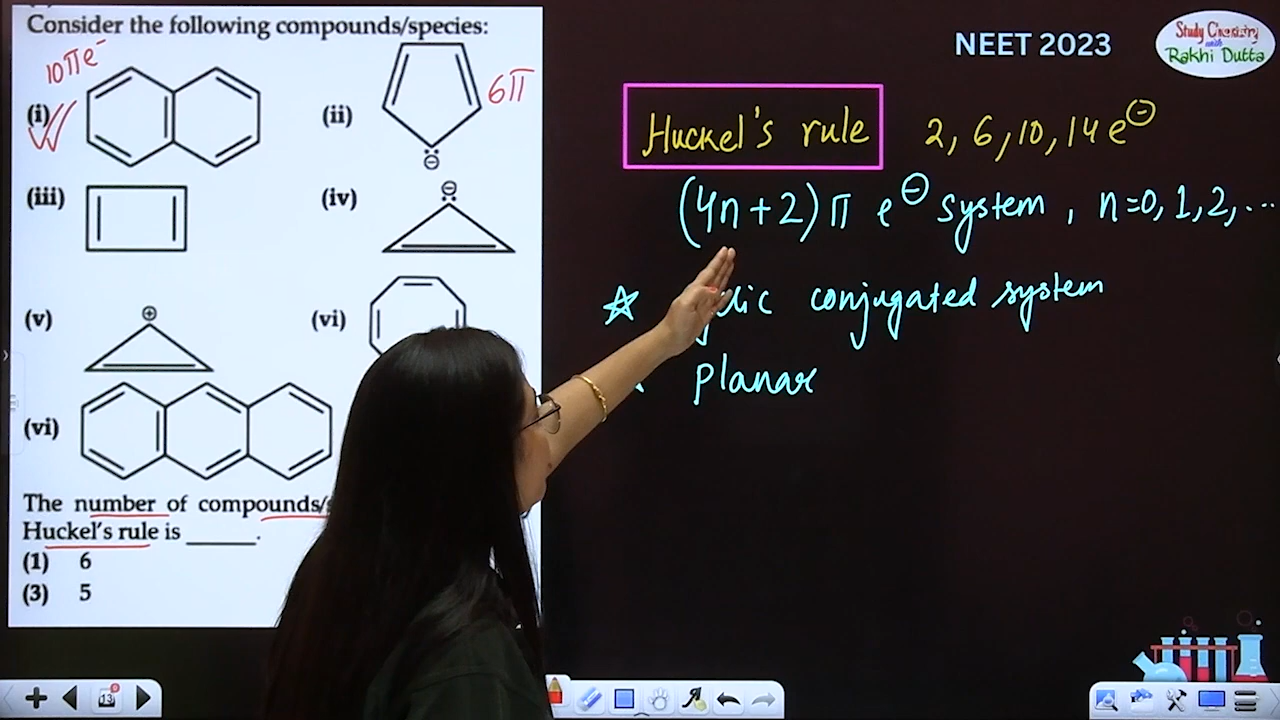 Consider the following compounds/species:
10πe⁻
(i)
(ii)
6π
⊖
(iii)
(iv)
⊖
(v)
⊕
(vi)
(vi)
The number of compounds/
Huckel's rule is ______.
(1) 6
(3) 5
NEET 2023
Study Chemistry
with
Rakhi Dutta
Huckel's rule 2, 6, 10, 14 e⊖
(4n+2) π e⊖ system, n=0, 1, 2, ...
conjugated system
planar
13